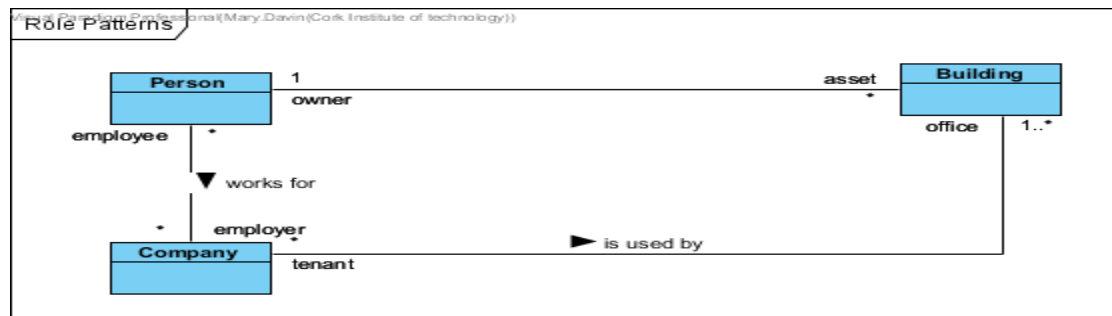 Visual Paradigm Professional(Mary.Davin(Cork Institute of technology))
Role Patterns
Person
1
owner
asset
*
Building
employee
*
office
1..*
works for
*
employer
*
Company
tenant
is used by